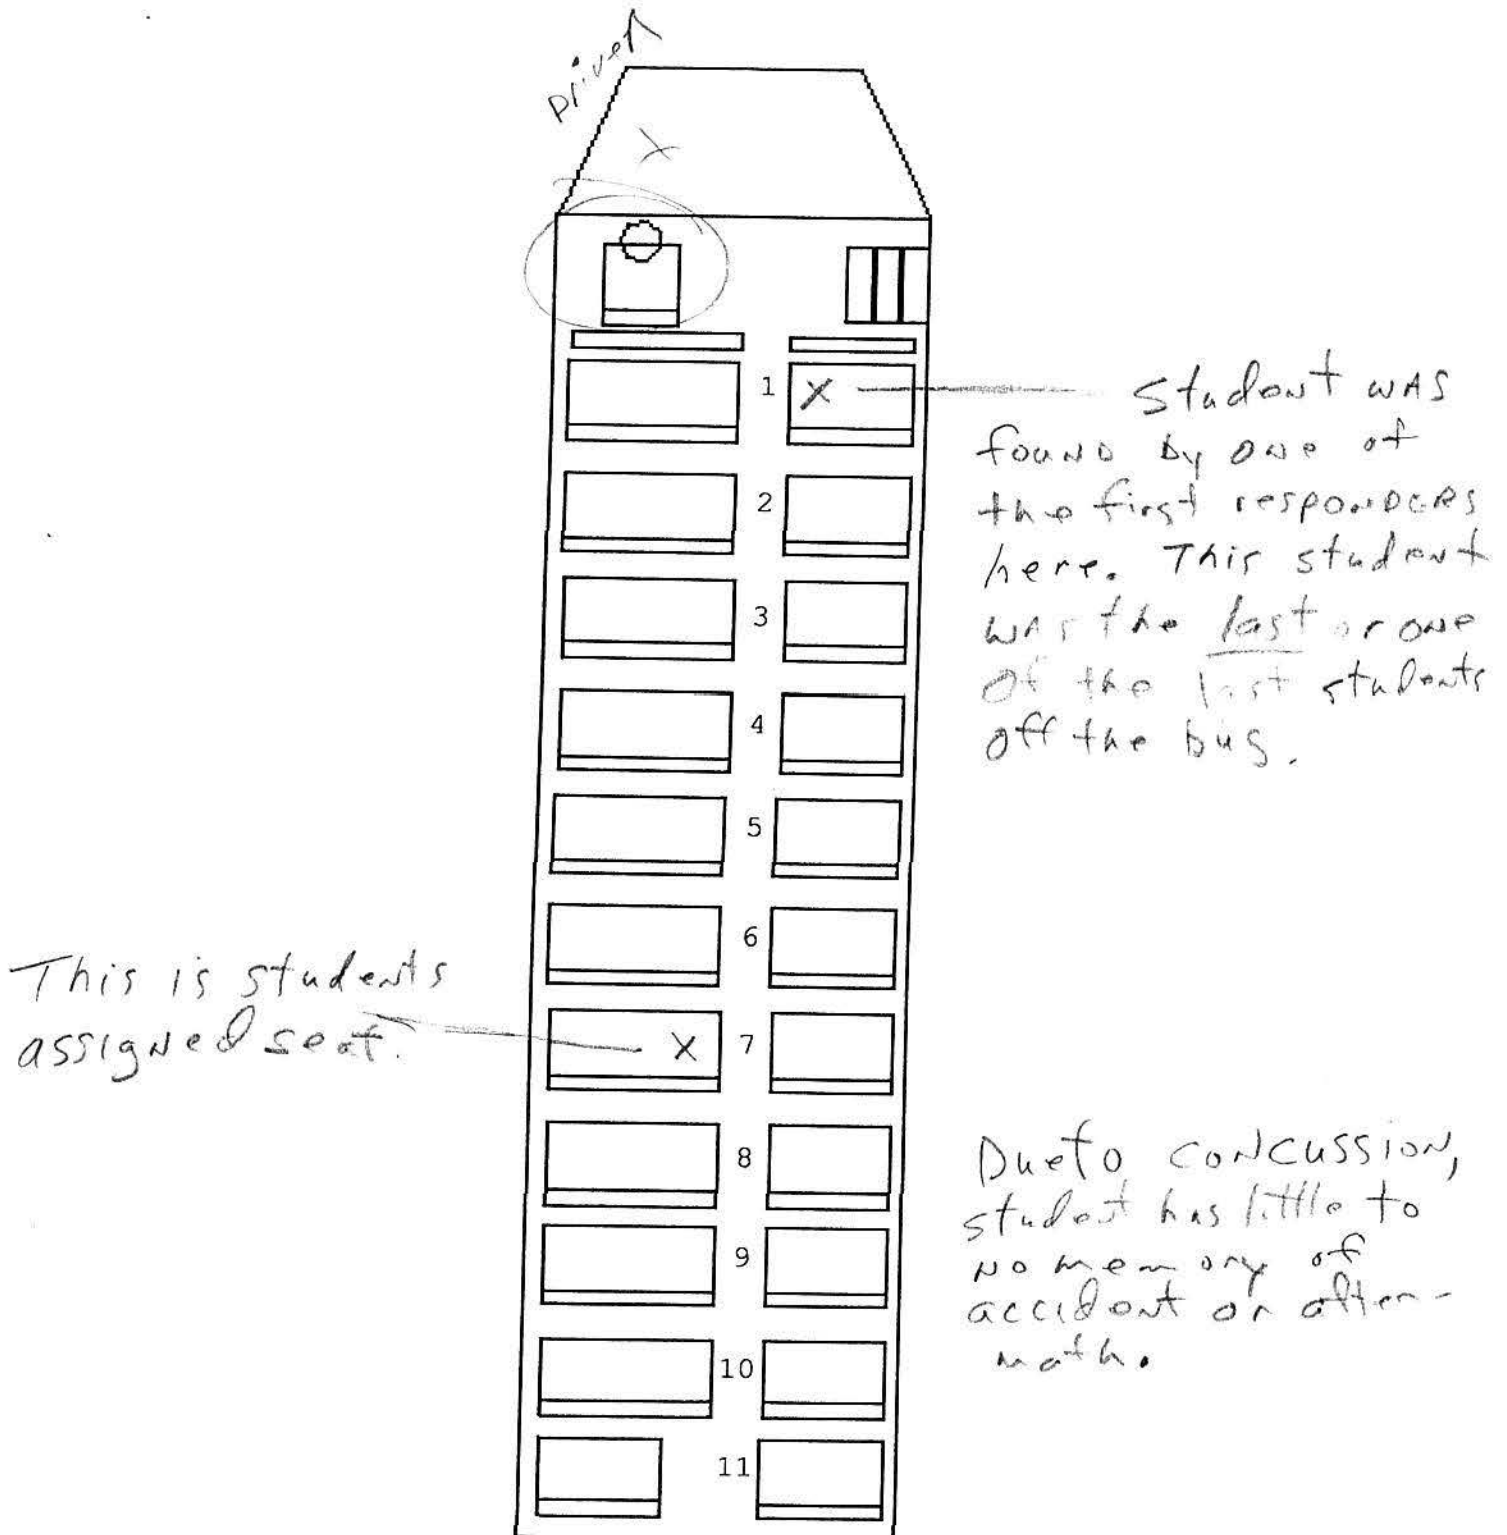 Driver
X
1 X
Student was
found by one of
the first responders
here. This student
was the last or one
of the last students
off the bus.
2
3
4
5
6
This is students
assigned seat.
X 7
8
Due to concussion,
student has little to
no memory of
accident or after-
math.
9
10
11